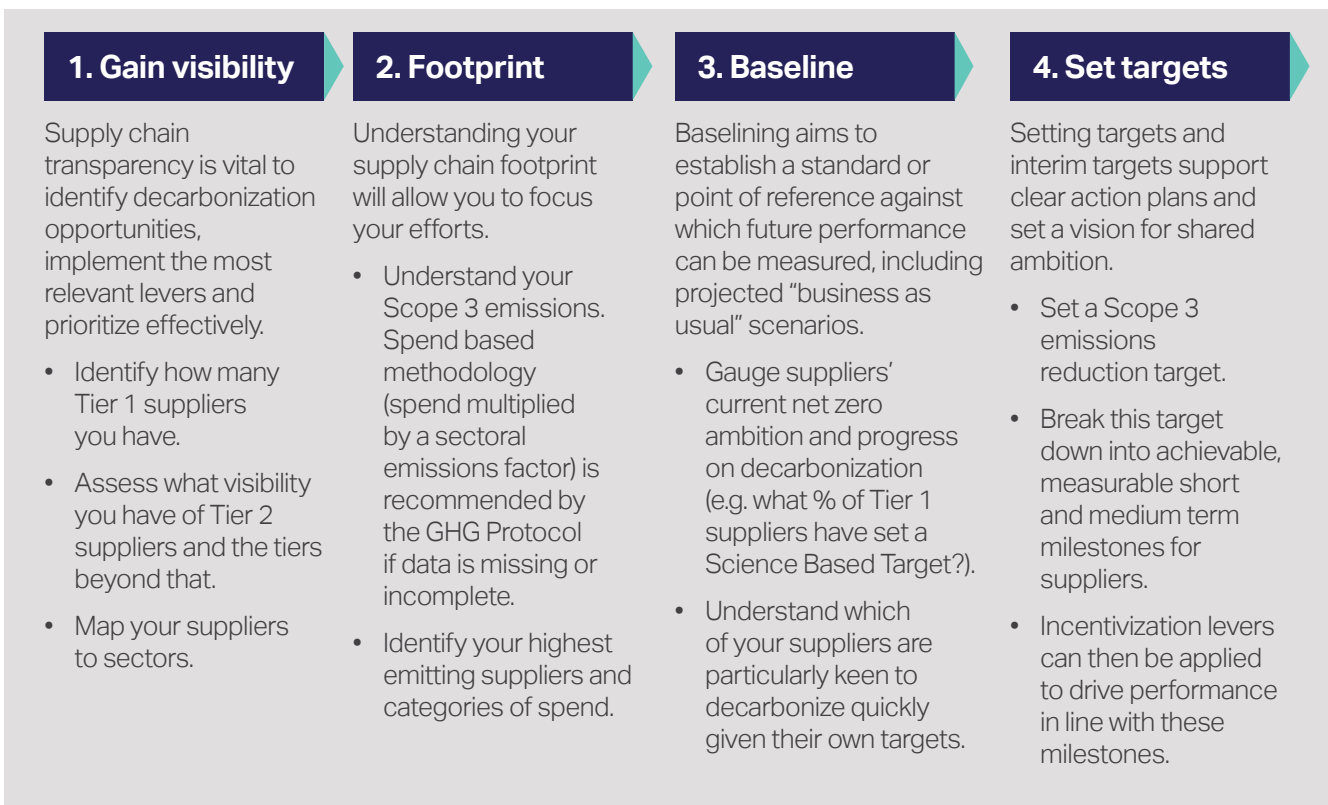 1. Gain visibility
Supply chain
transparency is vital to
identify decarbonization
opportunities,
implement the most
relevant levers and
prioritize effectively.
• Identify how many
Tier 1 suppliers
you have.
• Assess what visibility
you have of Tier 2
suppliers and the tiers
beyond that.
• Map your suppliers
to sectors.
2. Footprint
Understanding your
supply chain footprint
will allow you to focus
your efforts.
• Understand your
Scope 3 emissions.
Spend based
methodology
(spend multiplied
by a sectoral
emissions factor) is
recommended by
the GHG Protocol
if data is missing or
incomplete.
• Identify your highest
emitting suppliers and
categories of spend.
3. Baseline
Baselining aims to
establish a standard or
point of reference against
which future performance
can be measured, including
projected “business as
usual” scenarios.
• Gauge suppliers’
current net zero
ambition and progress
on decarbonization
(e.g. what % of Tier 1
suppliers have set a
Science Based Target?).
• Understand which
of your suppliers are
particularly keen to
decarbonize quickly
given their own targets.
4. Set targets
Setting targets and
interim targets support
clear action plans and
set a vision for shared
ambition.
• Set a Scope 3
emissions
reduction target.
• Break this target
down into achievable,
measurable short
and medium term
milestones for
suppliers.
• Incentivization levers
can then be applied
to drive performance
in line with these
milestones.